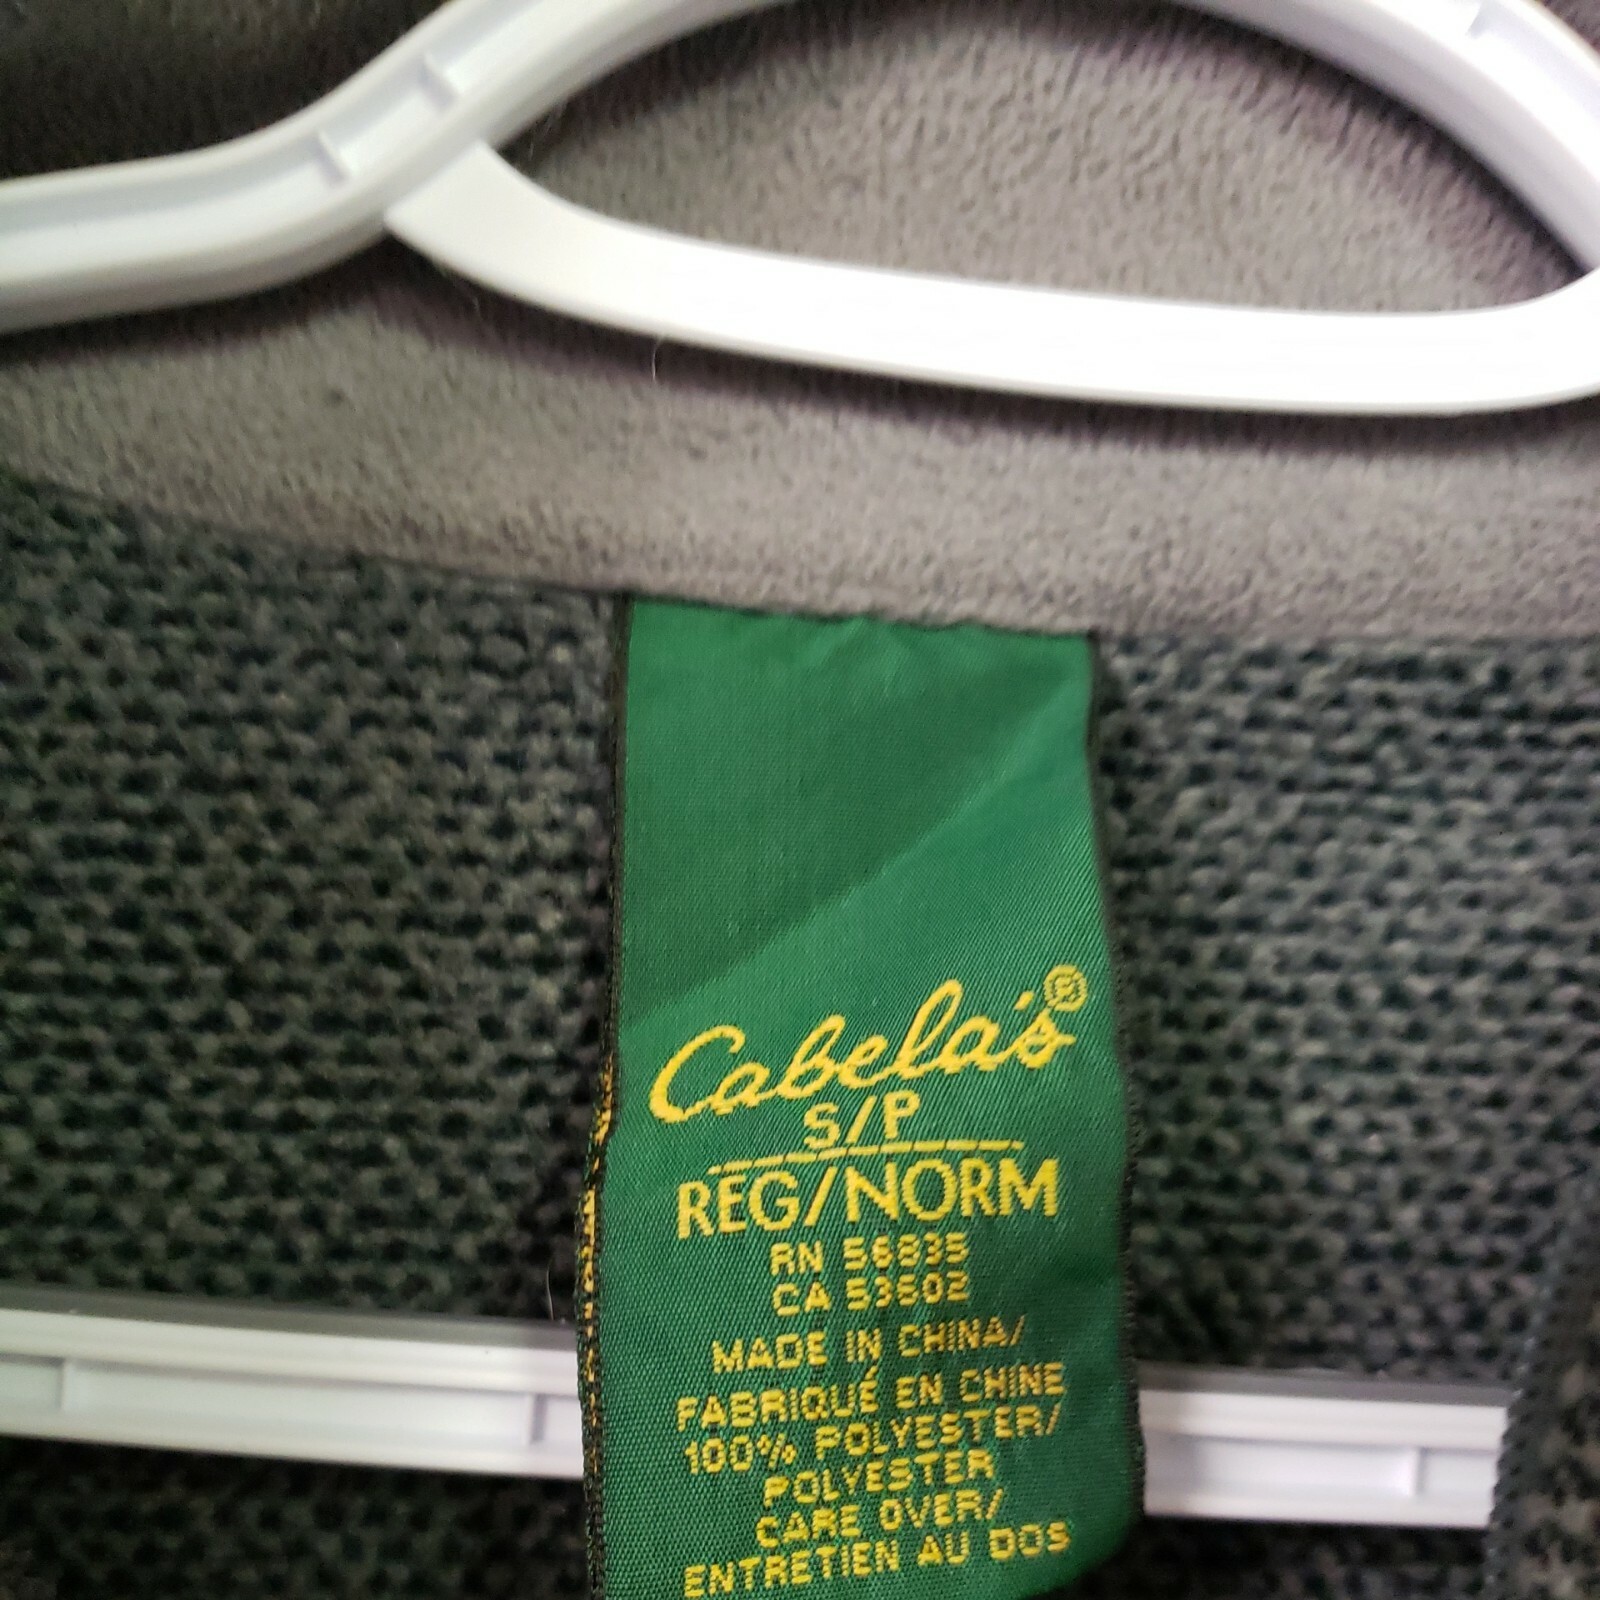 Cabela's®
S/P
REG/NORM
RN 56835
CA 53602
MADE IN CHINA/
FABRIQUÉ EN CHINE
100% POLYESTER/
POLYESTER
CARE OVER/
ENTRETIEN AU DOS